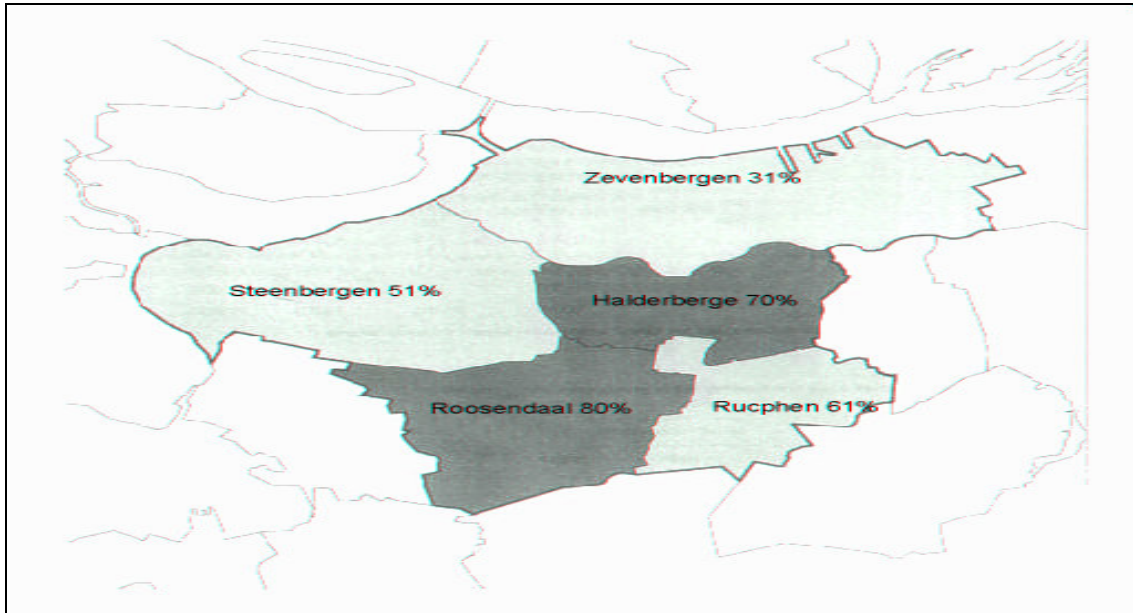 Zevenbergen 31%
Steenbergen 51%
Halderberge 70%
Roosendaal 80%
Rucphen 61%